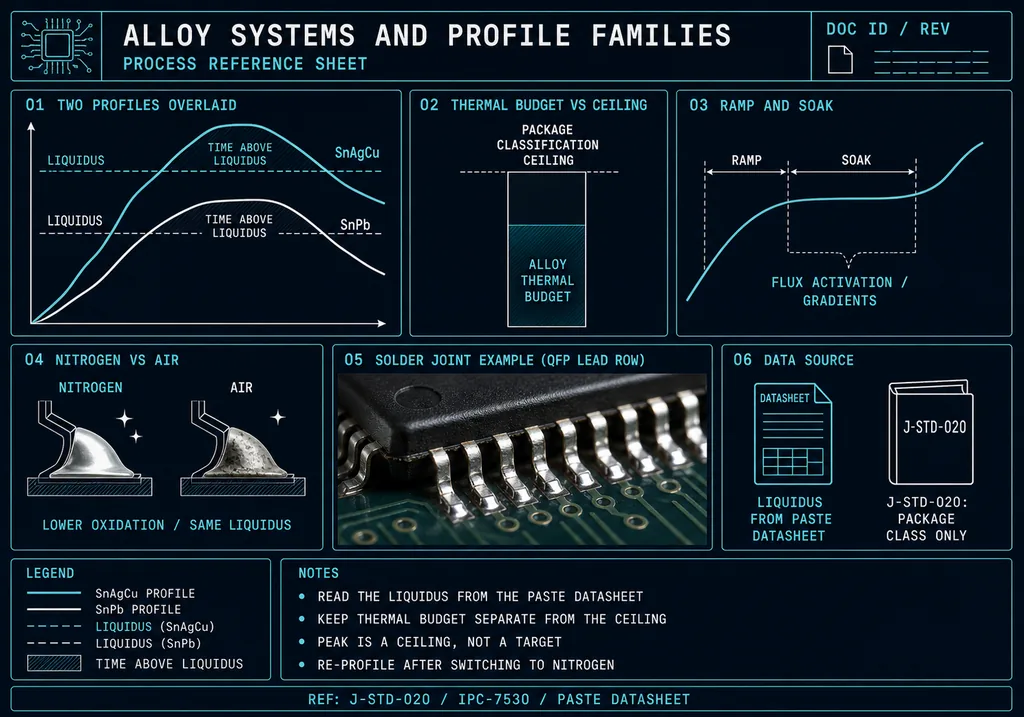 ALLOY SYSTEMS AND PROFILE FAMILIES
PROCESS REFERENCE SHEET
DOC ID / REV
01 TWO PROFILES OVERLAID
LIQUIDUS
TIME ABOVE
LIQUIDUS
SnAgCu
LIQUIDUS
TIME ABOVE
LIQUIDUS
SnPb
02 THERMAL BUDGET VS CEILING
PACKAGE
CLASSIFICATION
CEILING
ALLOY
THERMAL
BUDGET
03 RAMP AND SOAK
RAMP
SOAK
FLUX ACTIVATION /
GRADIENTS
04 NITROGEN VS AIR
NITROGEN
AIR
LOWER OXIDATION / SAME LIQUIDUS
05 SOLDER JOINT EXAMPLE (QFP LEAD ROW)
06 DATA SOURCE
DATASHEET
J-STD-020
LIQUIDUS
FROM PASTE
DATASHEET
J-STD-020:
PACKAGE
CLASS ONLY
LEGEND
SnAgCu PROFILE
SnPb PROFILE
LIQUIDUS (SnAgCu)
LIQUIDUS (SnPb)
TIME ABOVE LIQUIDUS
NOTES
• READ THE LIQUIDUS FROM THE PASTE DATASHEET
• KEEP THERMAL BUDGET SEPARATE FROM THE CEILING
• PEAK IS A CEILING, NOT A TARGET
• RE-PROFILE AFTER SWITCHING TO NITROGEN
REF: J-STD-020 / IPC-7530 / PASTE DATASHEET